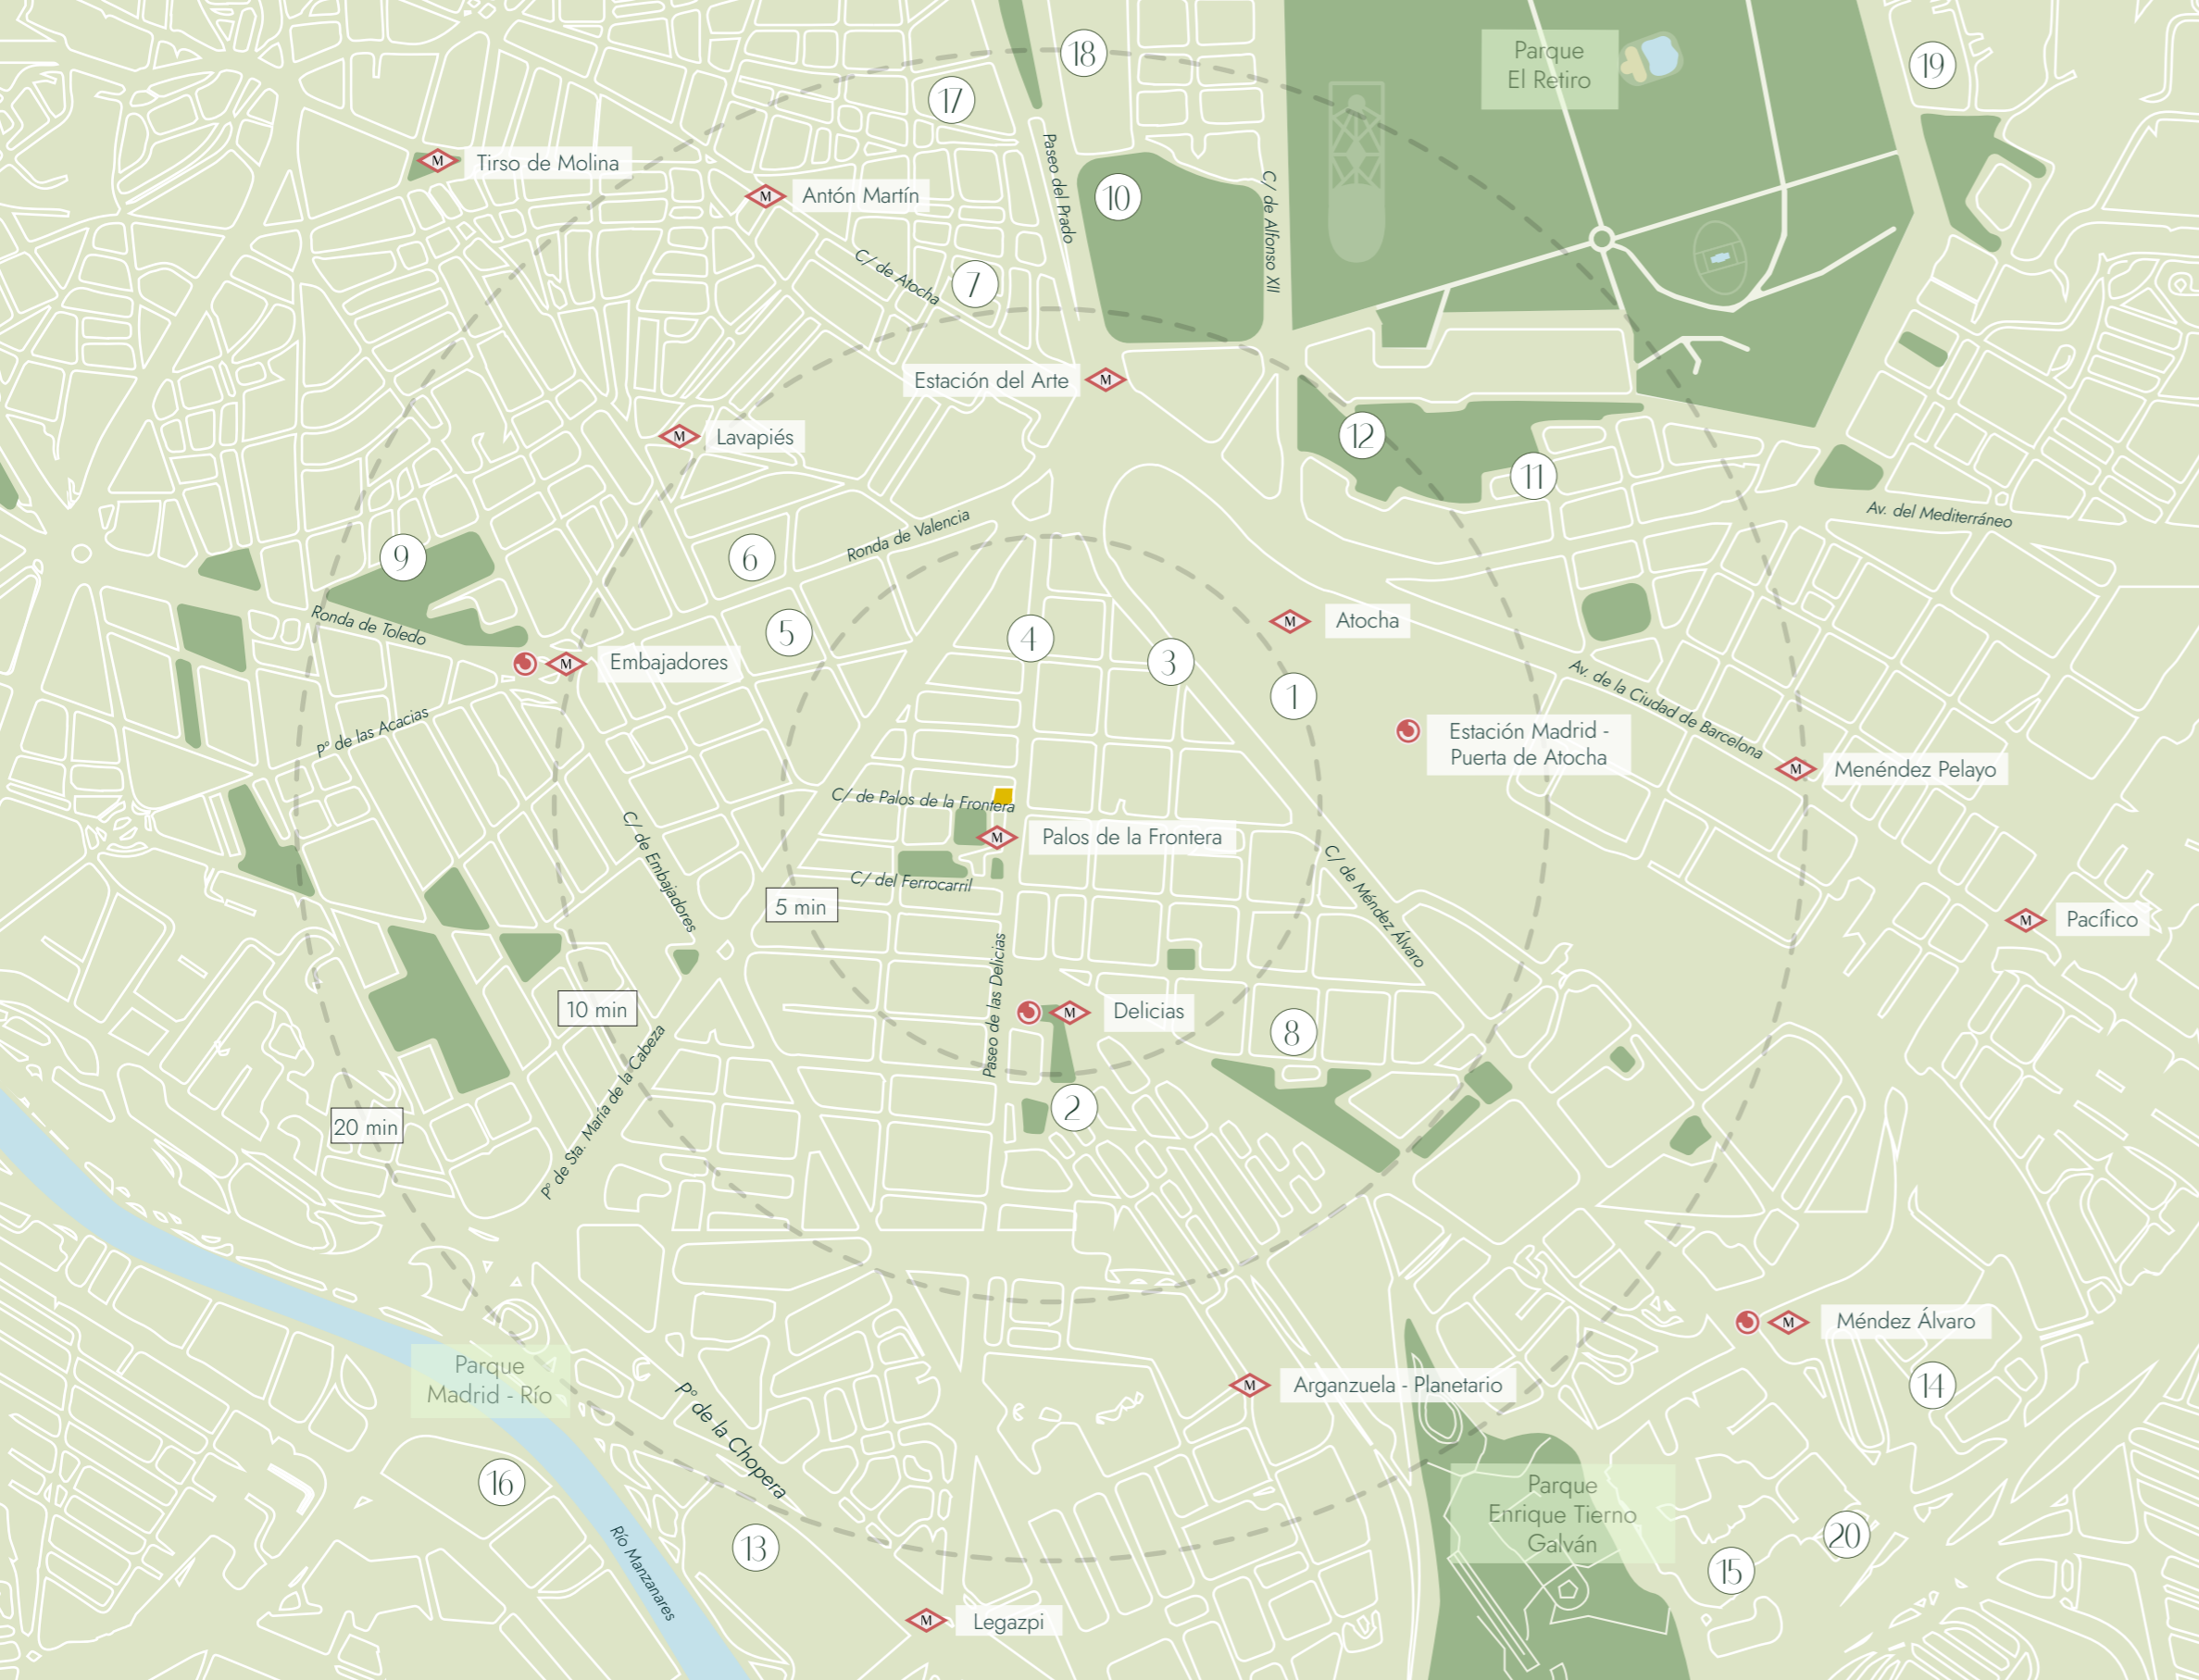 18
Parque
El Retiro
19
17
Tirso de Molina
M
M
Antón Martín
Paseo del Prado
10
C/ de Alfonso XII
C/ de Atocha
7
Estación del Arte
M
M
Lavapiés
12
11
Av. del Mediterráneo
Ronda de Valencia
9
6
Ronda de Toledo
5
4
3
M
Atocha
M
Embajadores
1
Av. de la Ciudad de Barcelona
Pº de las Acacias
Estación Madrid -
Puerta de Atocha
M
Menéndez Pelayo
C/ de Palos de la Frontera
M
Palos de la Frontera
C/ de Embajadores
C/ del Ferrocarril
C/ de Méndez Álvaro
5 min
M
Pacífico
Paseo de las Delicias
10 min
M
Delicias
8
Pº de Sta. María de la Cabeza
20 min
2
M
Méndez Álvaro
Parque
Madrid - Río
M
Arganzuela - Planetario
14
Pº de la Chopera
16
Parque
Enrique Tierno
Galván
13
20
15
Río Manzanares
M
Legazpi